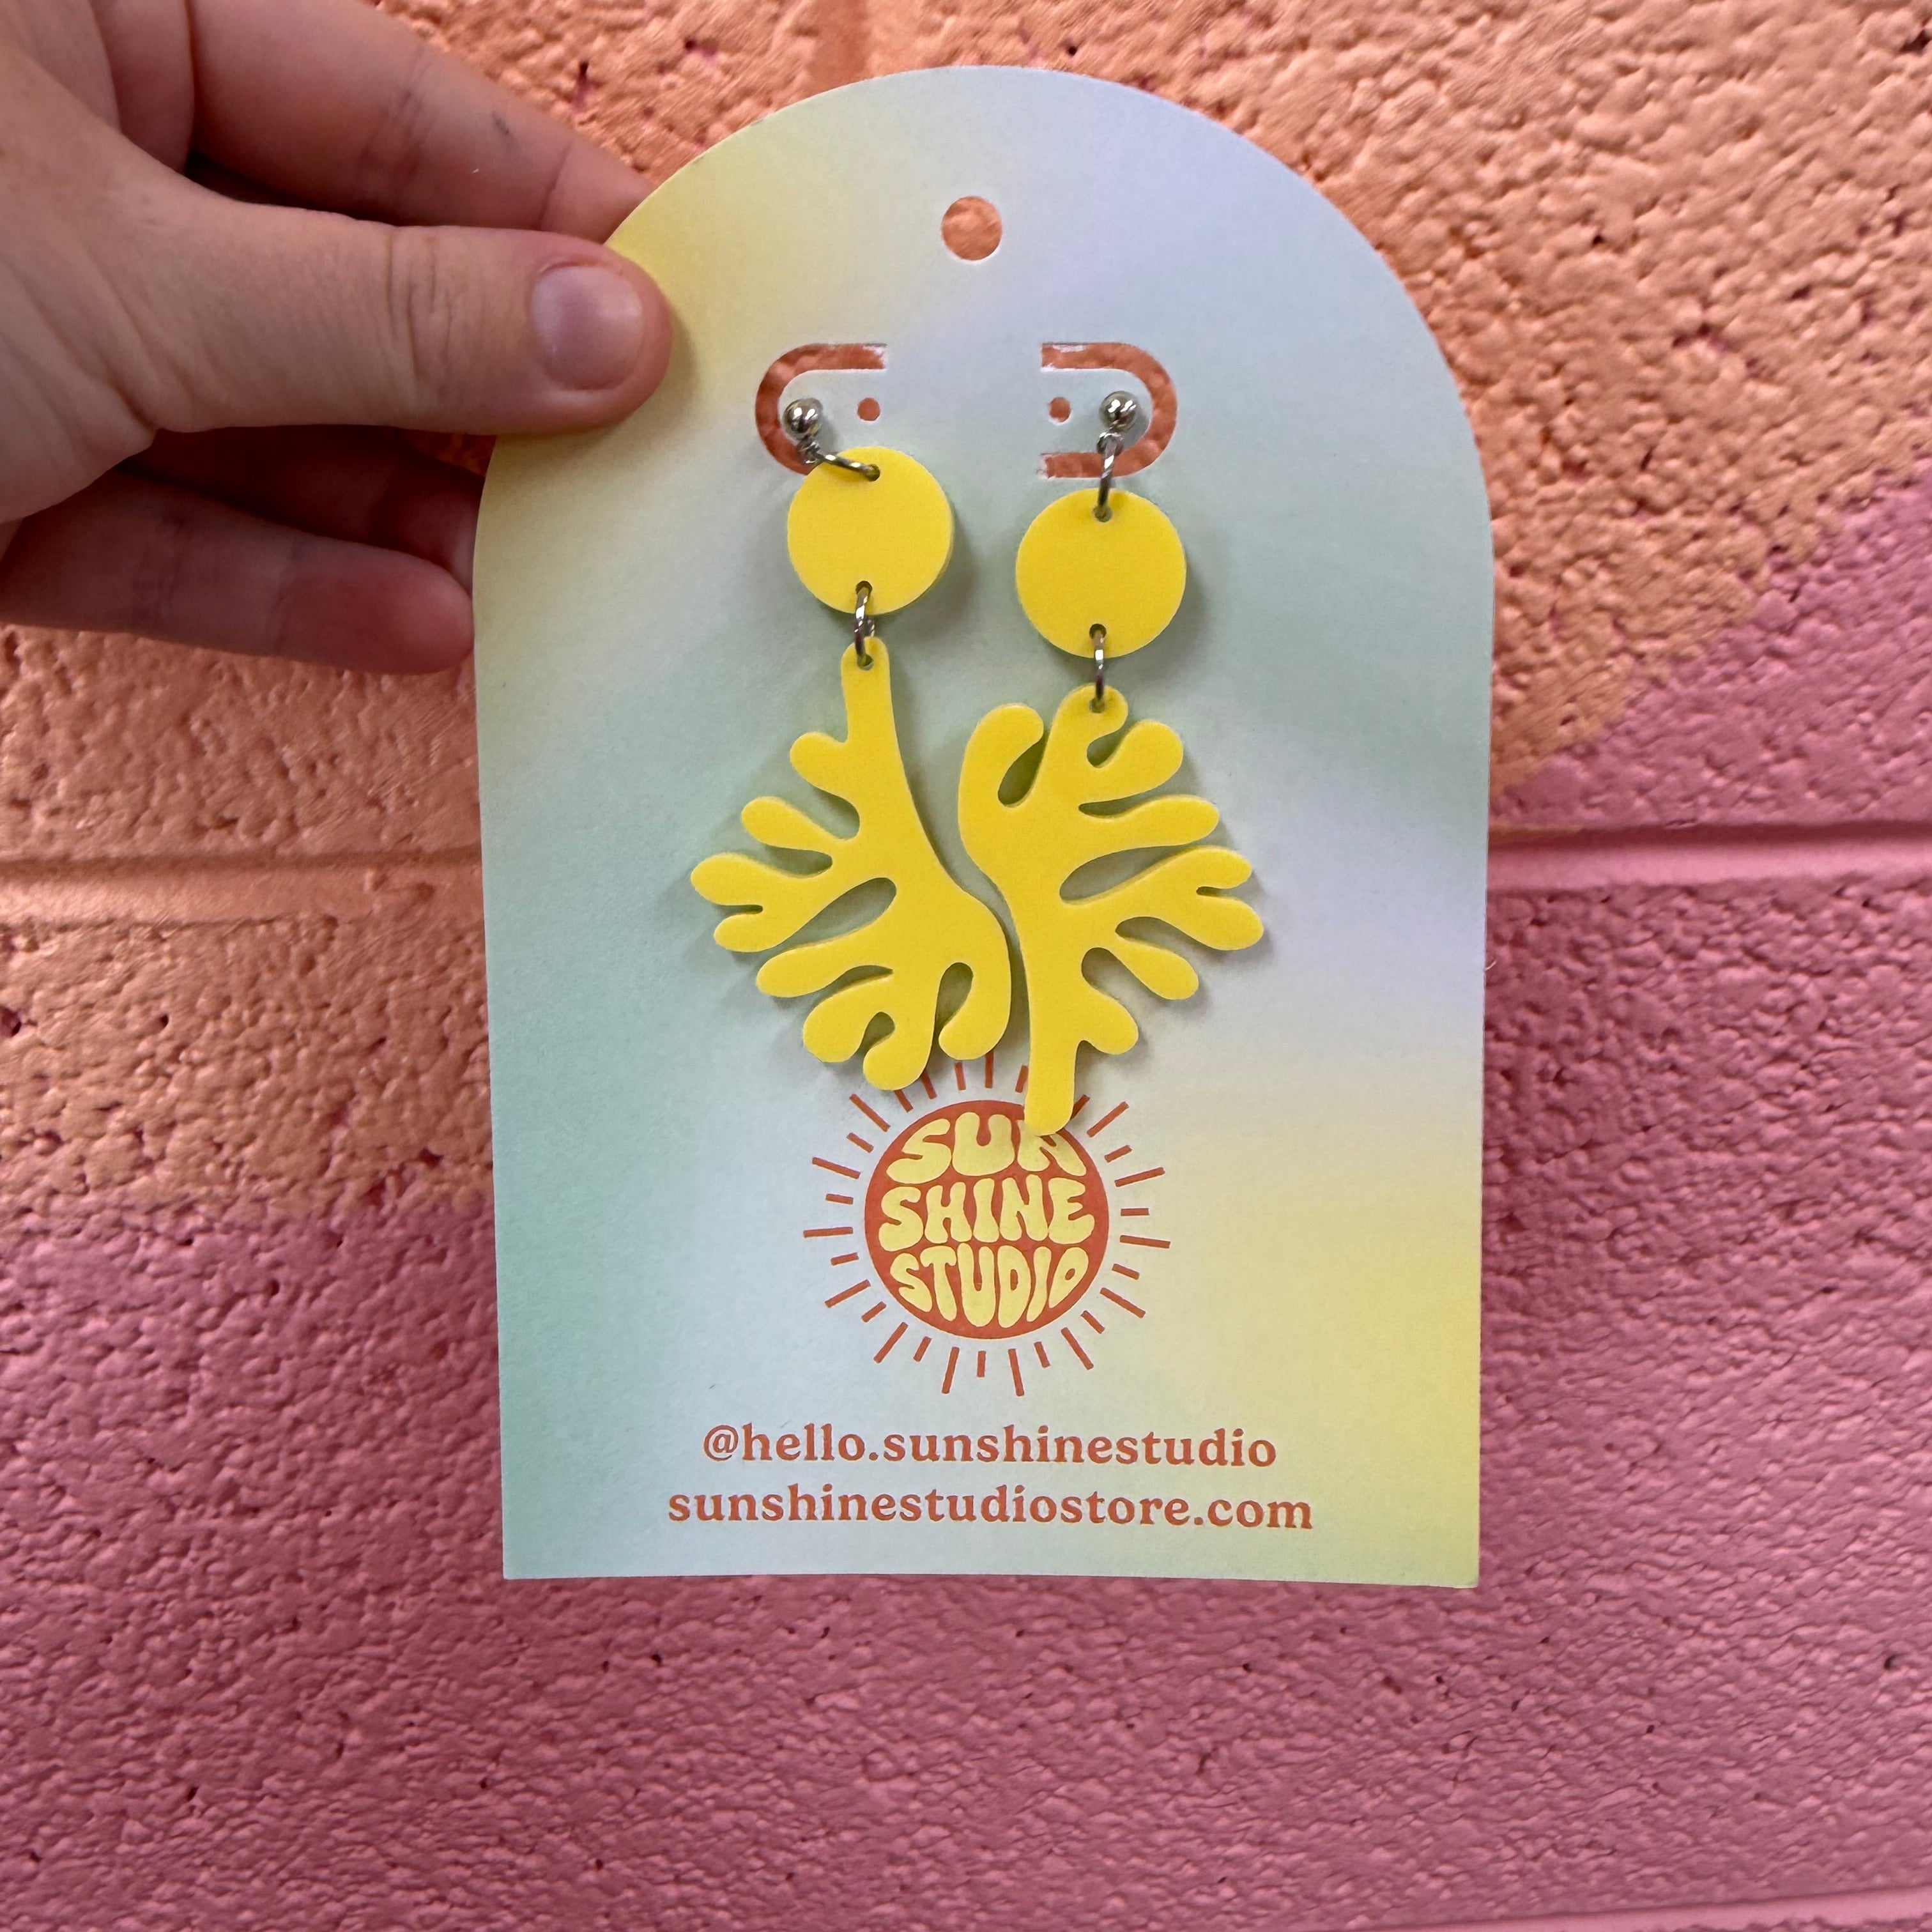 SUN
SHINE
STUDIO
@hello.sunshinestudio
sunshinestudiostore.com